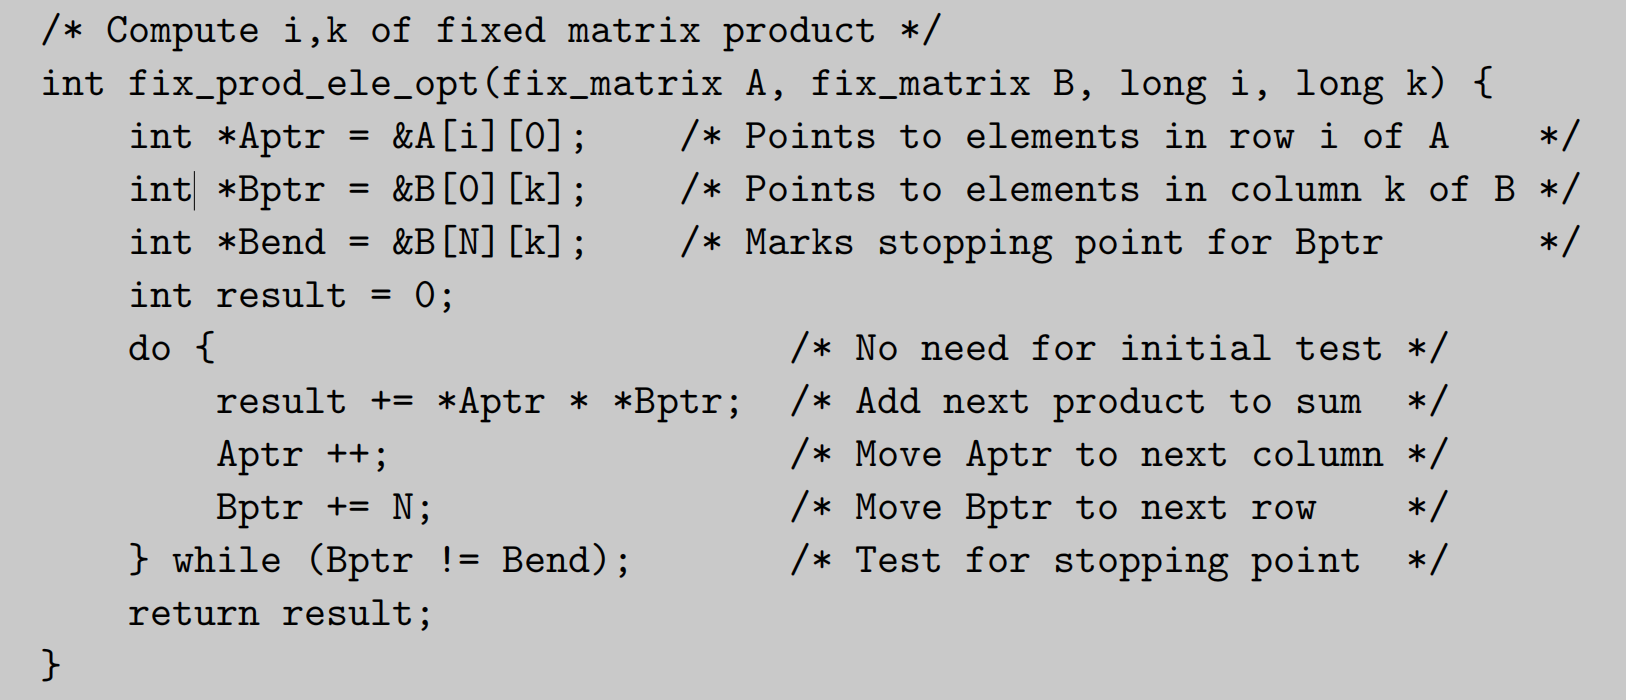 /* Compute i,k of fixed matrix product */
int fix_prod_ele_opt(fix_matrix A, fix_matrix B, long i, long k) {
    int *Aptr = &A[i][0];    /* Points to elements in row i of A    */
    int *Bptr = &B[0][k];    /* Points to elements in column k of B */
    int *Bend = &B[N][k];    /* Marks stopping point for Bptr       */
    int result = 0;
    do {                          /* No need for initial test */
        result += *Aptr * *Bptr;  /* Add next product to sum  */
        Aptr ++;                  /* Move Aptr to next column */
        Bptr += N;                /* Move Bptr to next row    */
    } while (Bptr != Bend);       /* Test for stopping point  */
    return result;
}